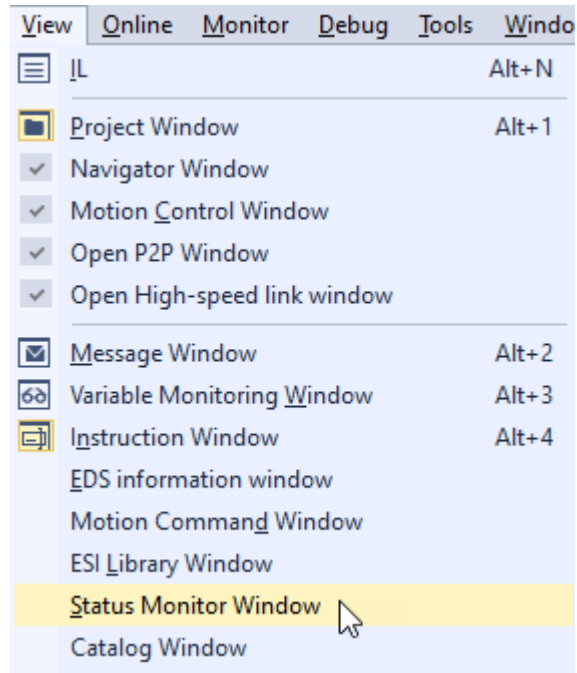 View Online Monitor Debug Tools Windo
IL Alt+N
Project Window Alt+1
Navigator Window
Motion Control Window
Open P2P Window
Open High-speed link window
Message Window Alt+2
Variable Monitoring Window Alt+3
Instruction Window Alt+4
EDS information window
Motion Command Window
ESI Library Window
Status Monitor Window
Catalog Window